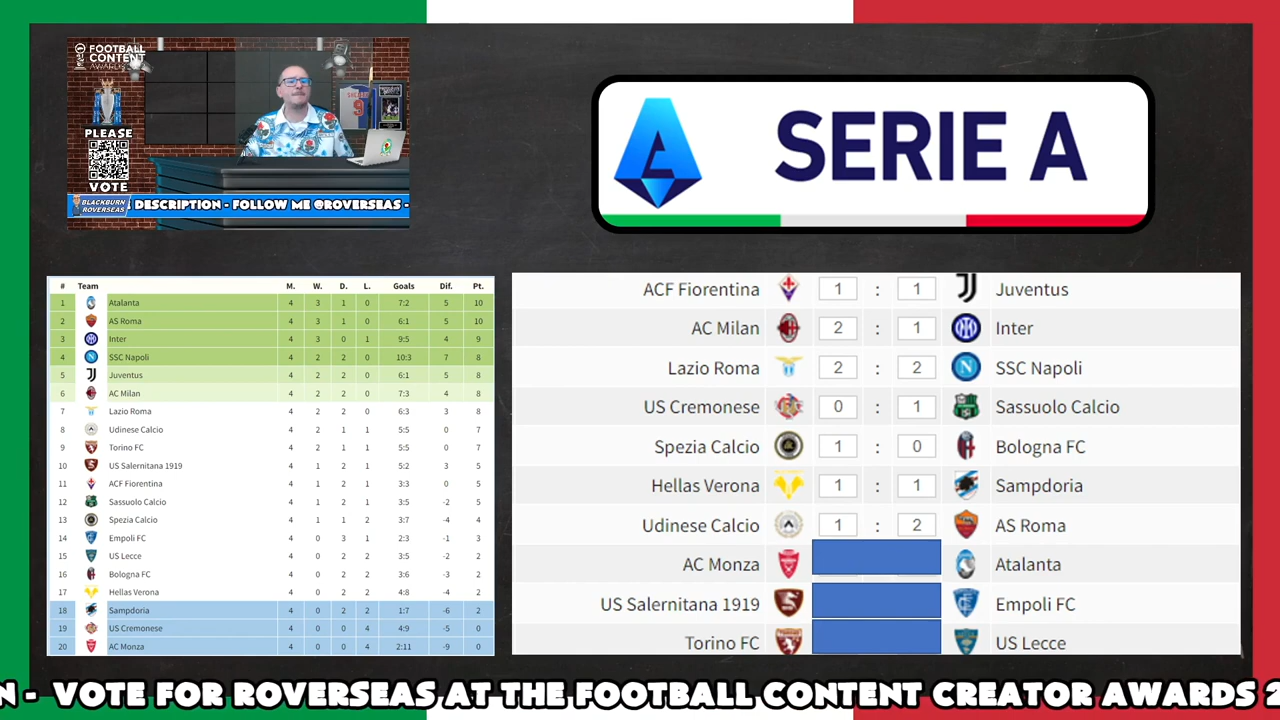 FOOTBALL
CONTENT
AWARDS
PLEASE
VOTE
9
BLACKBURN
ROVERSEAS
DESCRIPTION - FOLLOW ME @ROVERSEAS -
SERIE A
# Team M. W. D. L. Goals Dif. Pt.
1 Atalanta 4 3 1 0 7:2 5 10
2 AS Roma 4 3 1 0 6:1 5 10
3 Inter 4 3 0 1 9:5 4 9
4 SSC Napoli 4 2 2 0 10:3 7 8
5 Juventus 4 2 2 0 6:1 5 8
6 AC Milan 4 2 2 0 7:3 4 8
7 Lazio Roma 4 2 2 0 6:3 3 8
8 Udinese Calcio 4 2 1 1 5:5 0 7
9 Torino FC 4 2 1 1 5:5 0 7
10 US Salernitana 1919 4 1 2 1 5:2 3 5
11 ACF Fiorentina 4 1 2 1 3:3 0 5
12 Sassuolo Calcio 4 1 2 1 3:5 -2 5
13 Spezia Calcio 4 1 1 2 3:7 -4 4
14 Empoli FC 4 0 3 1 2:3 -1 3
15 US Lecce 4 0 2 2 3:5 -2 2
16 Bologna FC 4 0 2 2 3:6 -3 2
17 Hellas Verona 4 0 2 2 4:8 -4 2
18 Sampdoria 4 0 2 2 1:7 -6 2
19 US Cremonese 4 0 0 4 4:9 -5 0
20 AC Monza 4 0 0 4 2:11 -9 0
ACF Fiorentina 1 : 1 Juventus
AC Milan 2 : 1 Inter
Lazio Roma 2 : 2 SSC Napoli
US Cremonese 0 : 1 Sassuolo Calcio
Spezia Calcio 1 : 0 Bologna FC
Hellas Verona 1 : 1 Sampdoria
Udinese Calcio 1 : 2 AS Roma
AC Monza Atalanta
US Salernitana 1919 Empoli FC
Torino FC US Lecce
N - VOTE FOR ROVERSEAS AT THE FOOTBALL CONTENT CREATOR AWARDS 2